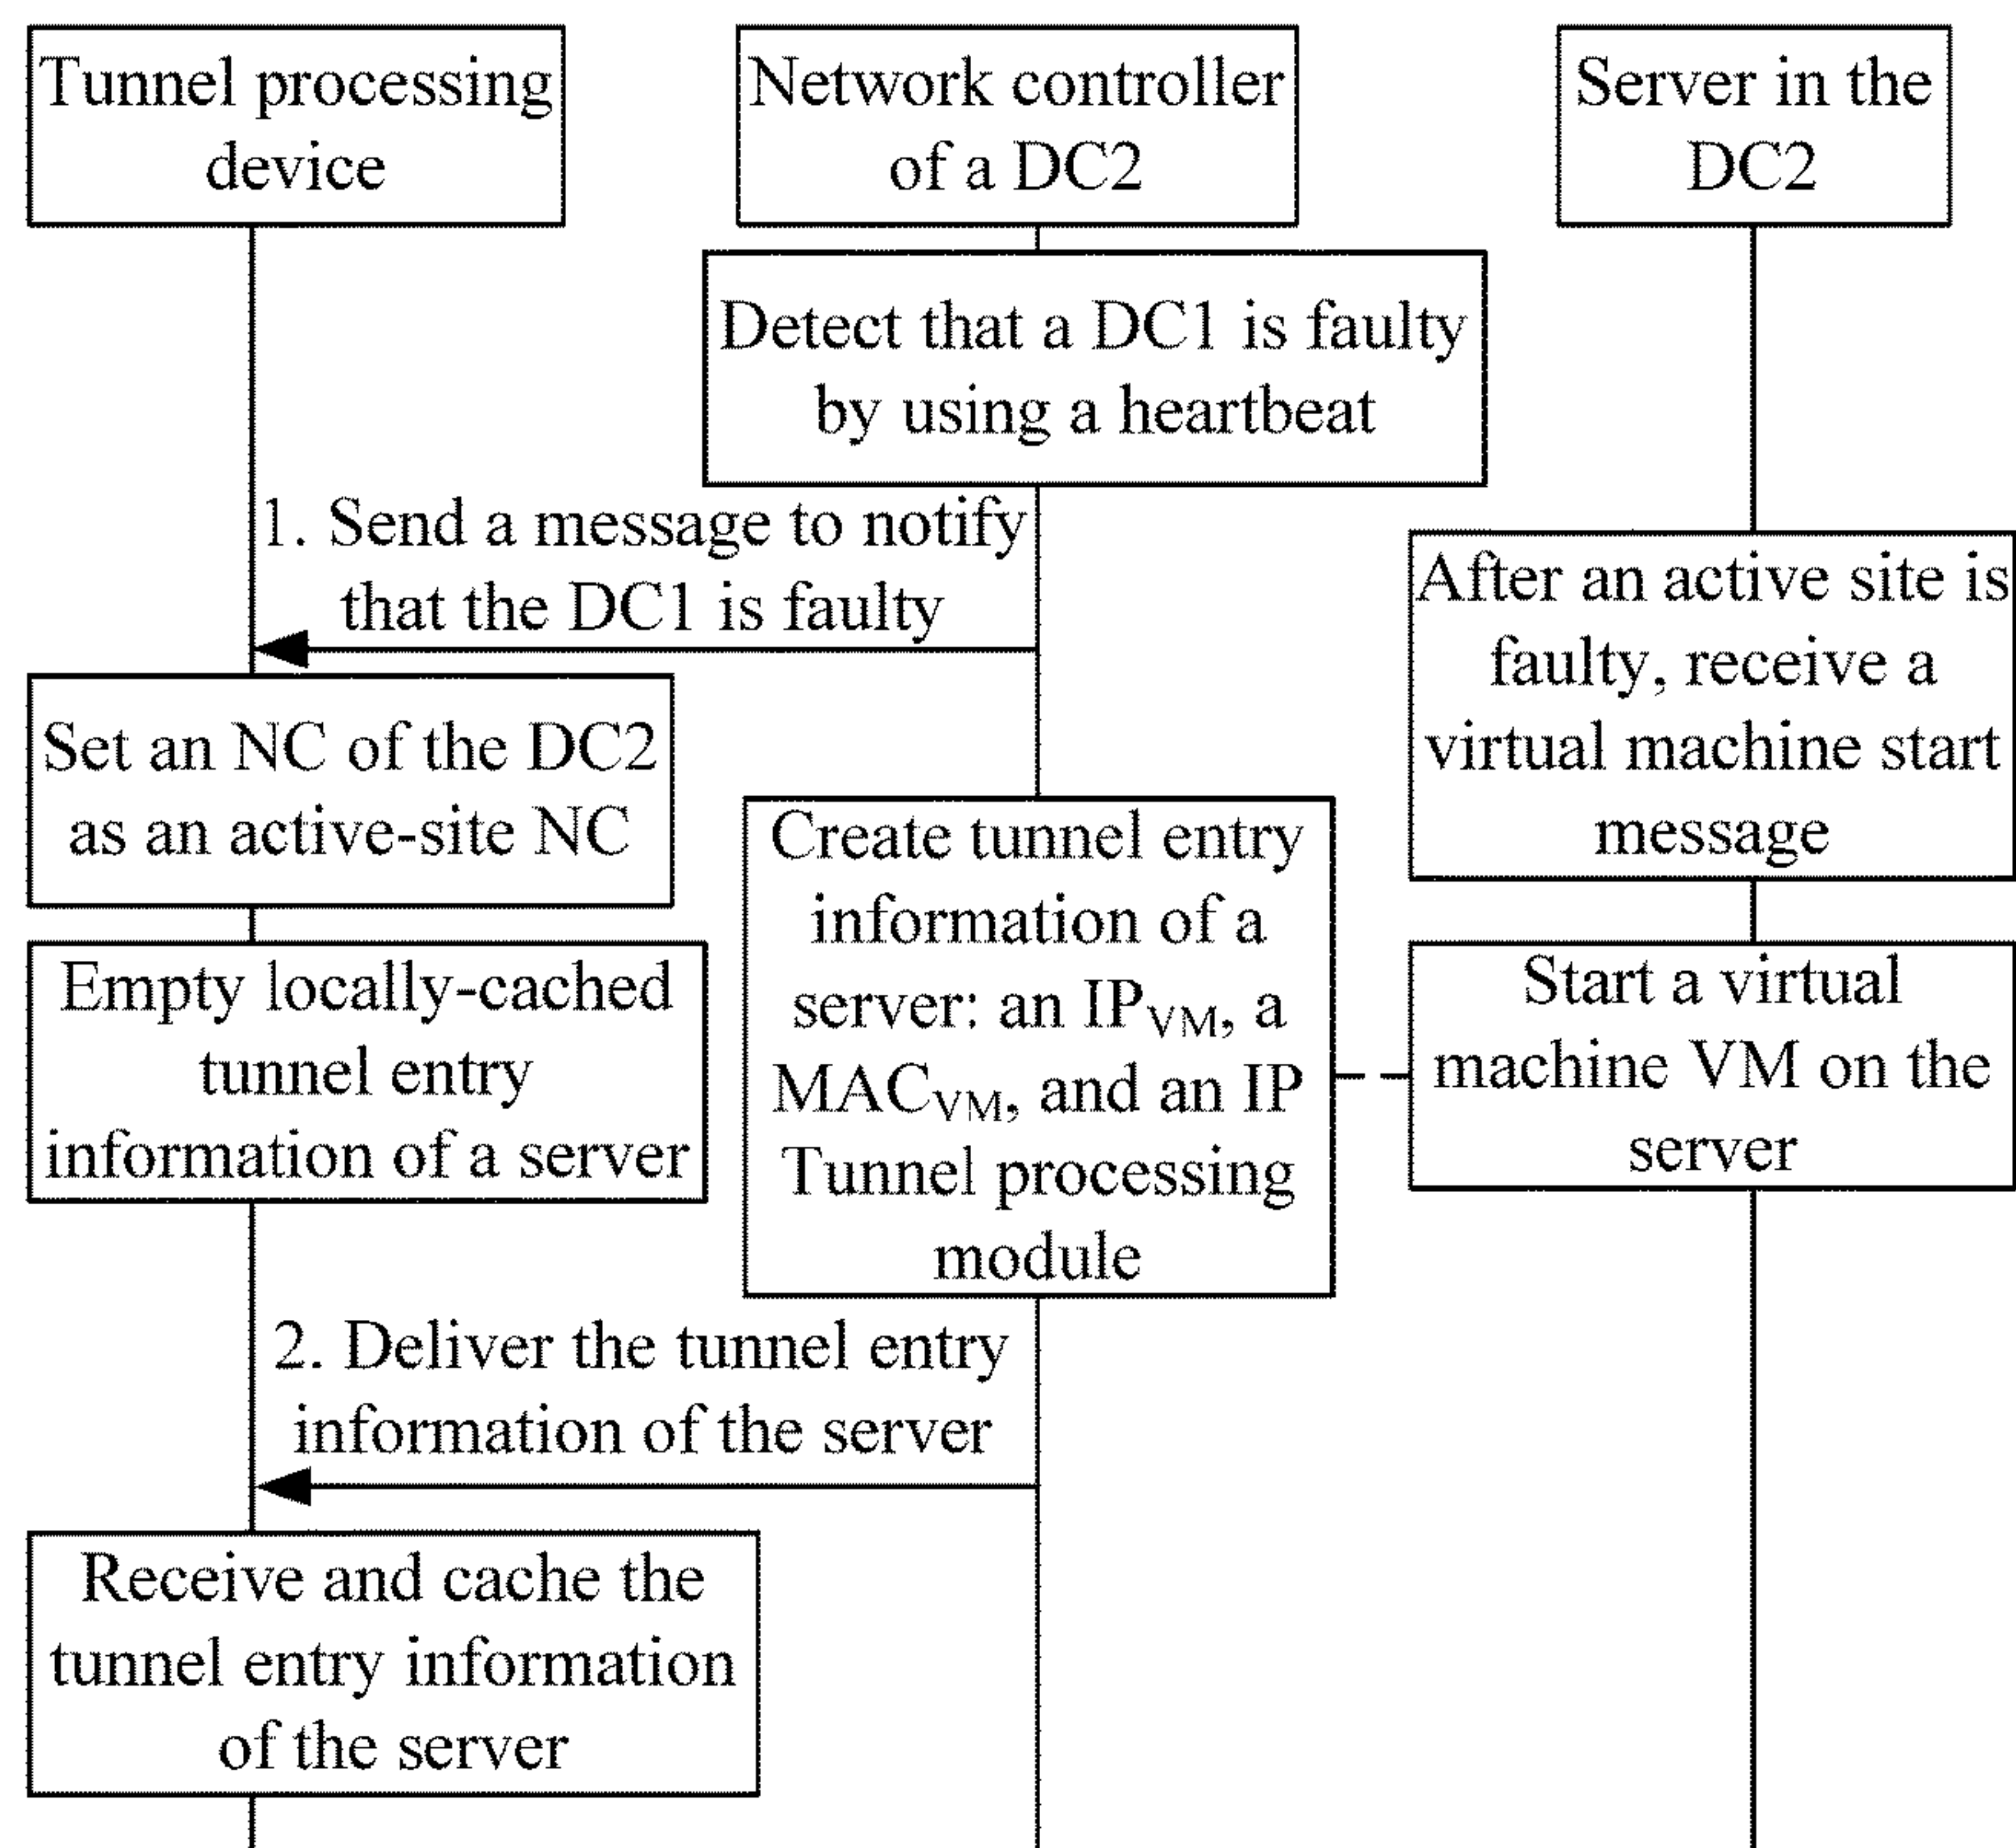 Tunnel processing
device
Network controller
of a DC2
Server in the
DC2
Detect that a DC1 is faulty
by using a heartbeat
1. Send a message to notify
that the DC1 is faulty
After an active site is
faulty, receive a
virtual machine start
message
Set an NC of the DC2
as an active-site NC
Create tunnel entry
information of a
server: an IPVM, a
MACVM, and an IP
Tunnel processing
module
Empty locally-cached
tunnel entry
information of a server
Start a virtual
machine VM on the
server
2. Deliver the tunnel entry
information of the server
Receive and cache the
tunnel entry information
of the server